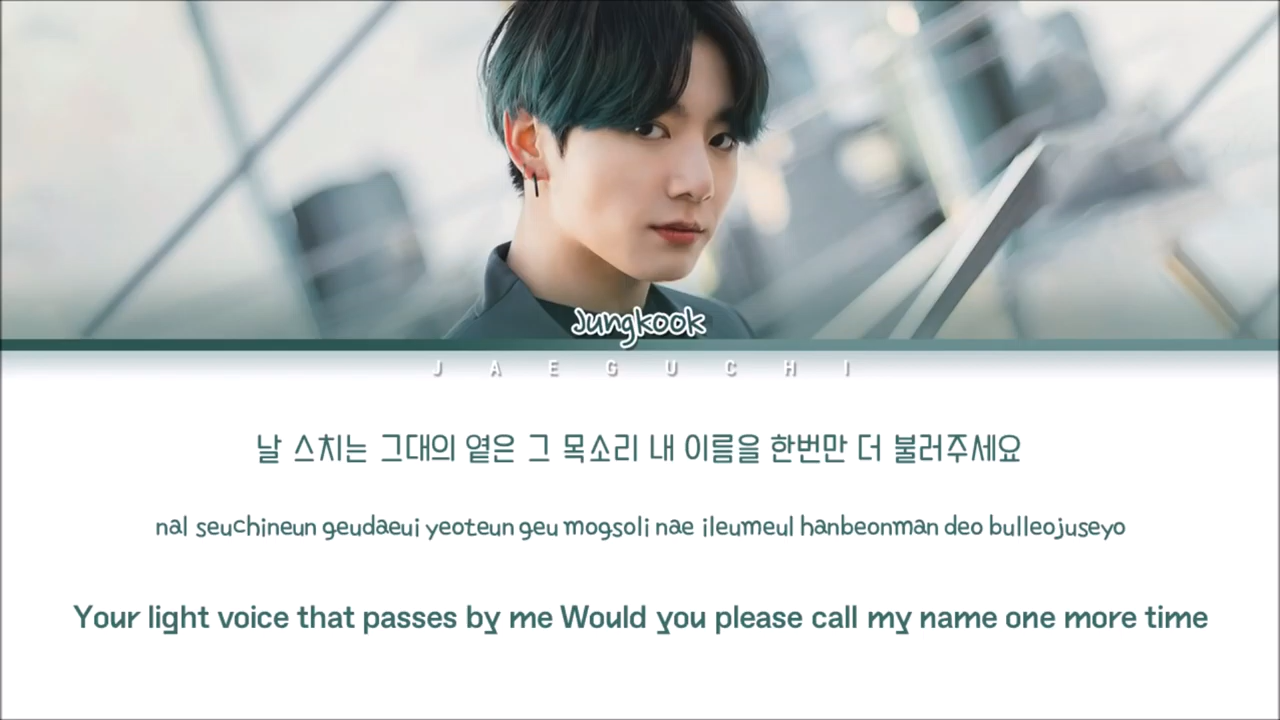 Jungkook
JAEGUCHI
날 스치는 그대의 옅은 그 목소리 내 이름을 한번만 더 불러주세요
nal seuchineun geudaeui yeoteun geu mogsoli nae ileumeul hanbeonman deo bulleojuseyo
Your light voice that passes by me Would you please call my name one more time